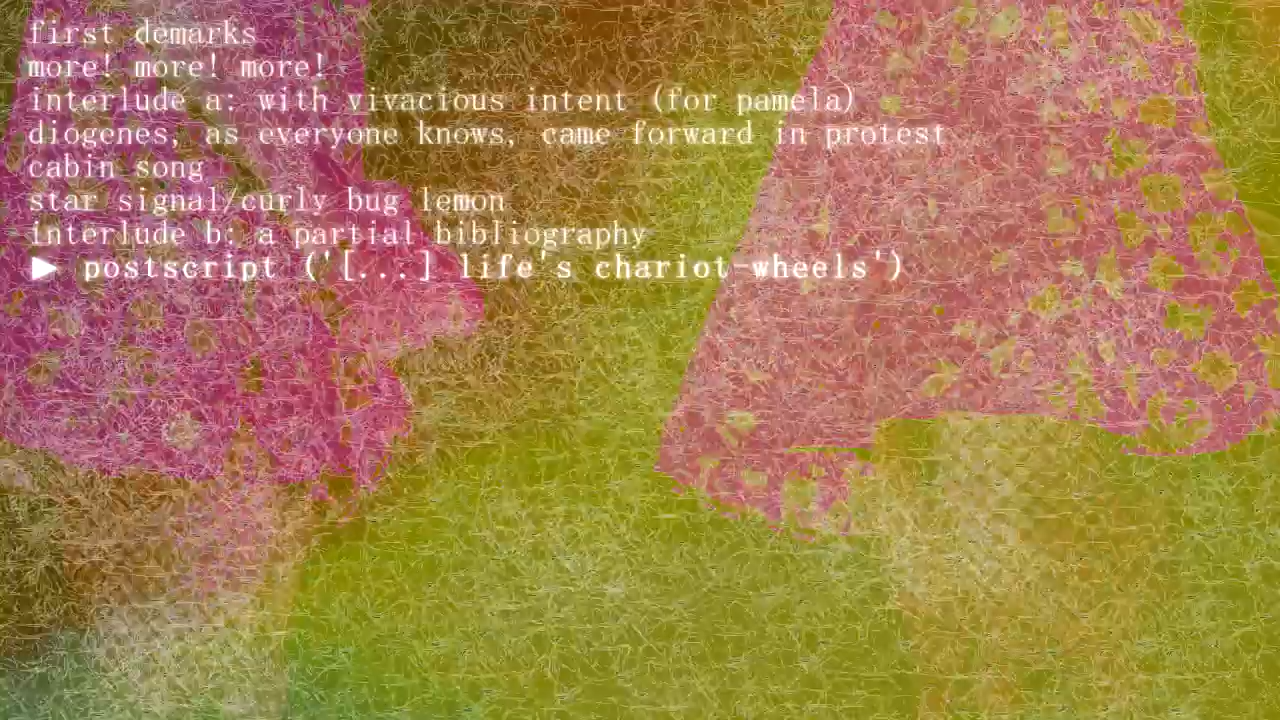 first demarks
more! more! more!
interlude a: with vivacious intent (for pamela)
diogenes, as everyone knows, came forward in protest
cabin song
star signal/curly bug lemon
interlude b: a partial bibliography
▶ postscript ('[...] life's chariot-wheels')